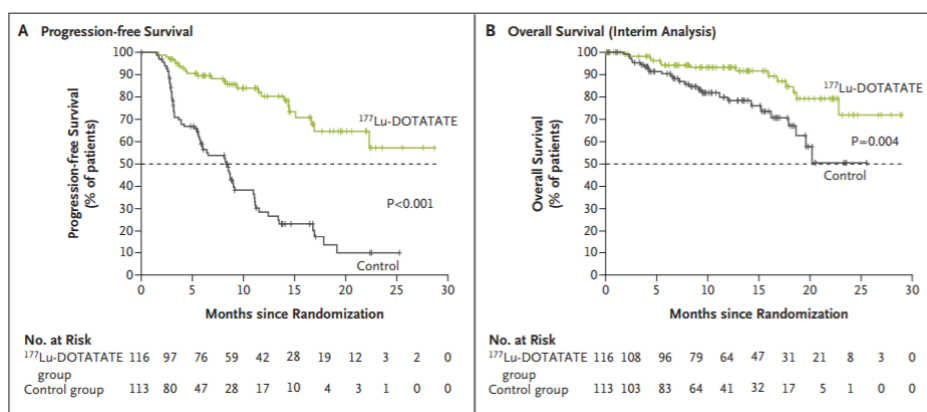 A Progression-free Survival
Progression-free Survival
(% of patients)
100
90
80
70
60
50
40
30
20
10
0
0 5 10 15 20 25 30
¹⁷⁷Lu-DOTATATE
P<0.001
Control
Months since Randomization
No. at Risk
¹⁷⁷Lu-DOTATATE 116 97 76 59 42 28 19 12 3 2 0
group
Control group 113 80 47 28 17 10 4 3 1 0 0
B Overall Survival (Interim Analysis)
Overall Survival
(% of patients)
100
90
80
70
60
50
40
30
20
10
0
0 5 10 15 20 25 30
¹⁷⁷Lu-DOTATATE
P=0.004
Control
Months since Randomization
No. at Risk
¹⁷⁷Lu-DOTATATE 116 108 96 79 64 47 31 21 8 3 0
group
Control group 113 103 83 64 41 32 17 5 1 0 0